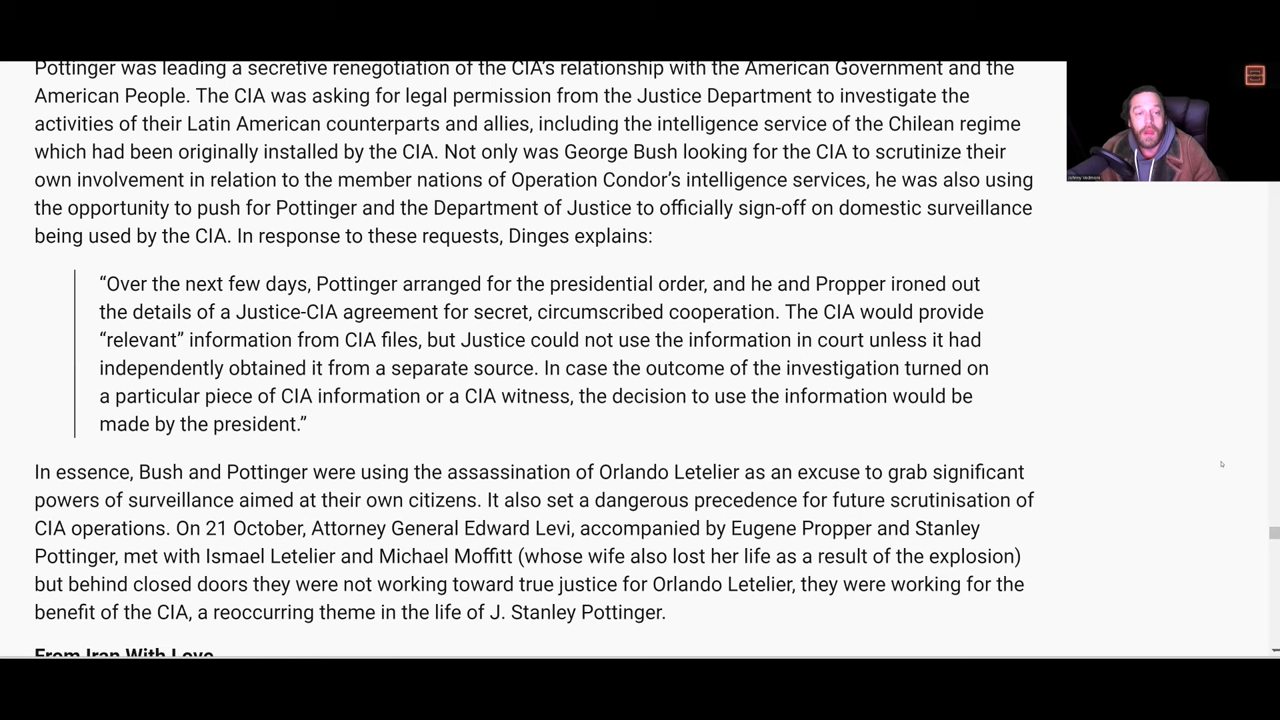 Pottinger was leading a secretive renegotiation of the CIA's relationship with the American Government and the
American People. The CIA was asking for legal permission from the Justice Department to investigate the
activities of their Latin American counterparts and allies, including the intelligence service of the Chilean regime
which had been originally installed by the CIA. Not only was George Bush looking for the CIA to scrutinize their
own involvement in relation to the member nations of Operation Condor's intelligence services, he was also using
the opportunity to push for Pottinger and the Department of Justice to officially sign-off on domestic surveillance
being used by the CIA. In response to these requests, Dinges explains:
“Over the next few days, Pottinger arranged for the presidential order, and he and Propper ironed out
the details of a Justice-CIA agreement for secret, circumscribed cooperation. The CIA would provide
“relevant” information from CIA files, but Justice could not use the information in court unless it had
independently obtained it from a separate source. In case the outcome of the investigation turned on
a particular piece of CIA information or a CIA witness, the decision to use the information would be
made by the president.”
In essence, Bush and Pottinger were using the assassination of Orlando Letelier as an excuse to grab significant
powers of surveillance aimed at their own citizens. It also set a dangerous precedence for future scrutinisation of
CIA operations. On 21 October, Attorney General Edward Levi, accompanied by Eugene Propper and Stanley
Pottinger, met with Ismael Letelier and Michael Moffitt (whose wife also lost her life as a result of the explosion)
but behind closed doors they were not working toward true justice for Orlando Letelier, they were working for the
benefit of the CIA, a reoccurring theme in the life of J. Stanley Pottinger.
From Iran With Love
Johnny Vedmore